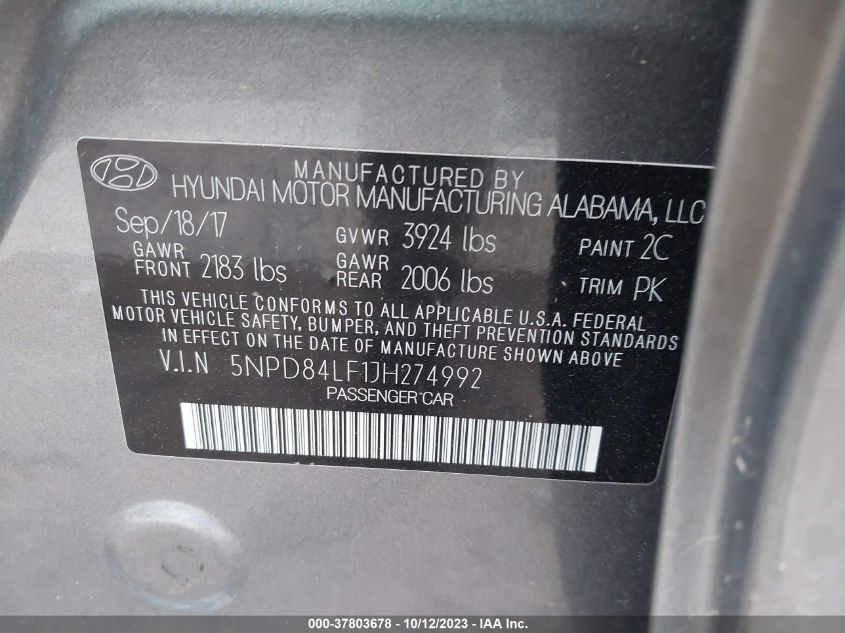 MANUFACTURED BY
HYUNDAI MOTOR MANUFACTURING ALABAMA, LLC
Sep/18/17 GVWR 3924 lbs PAINT 2C
GAWR FRONT 2183 lbs GAWR REAR 2006 lbs TRIM PK
THIS VEHICLE CONFORMS TO ALL APPLICABLE U.S.A. FEDERAL
MOTOR VEHICLE SAFETY, BUMPER, AND THEFT PREVENTION STANDARDS
IN EFFECT ON THE DATE OF MANUFACTURE SHOWN ABOVE
V.I.N 5NPD84LF1JH274992
PASSENGER CAR
000-37803678 - 10/12/2023 - IAA Inc.